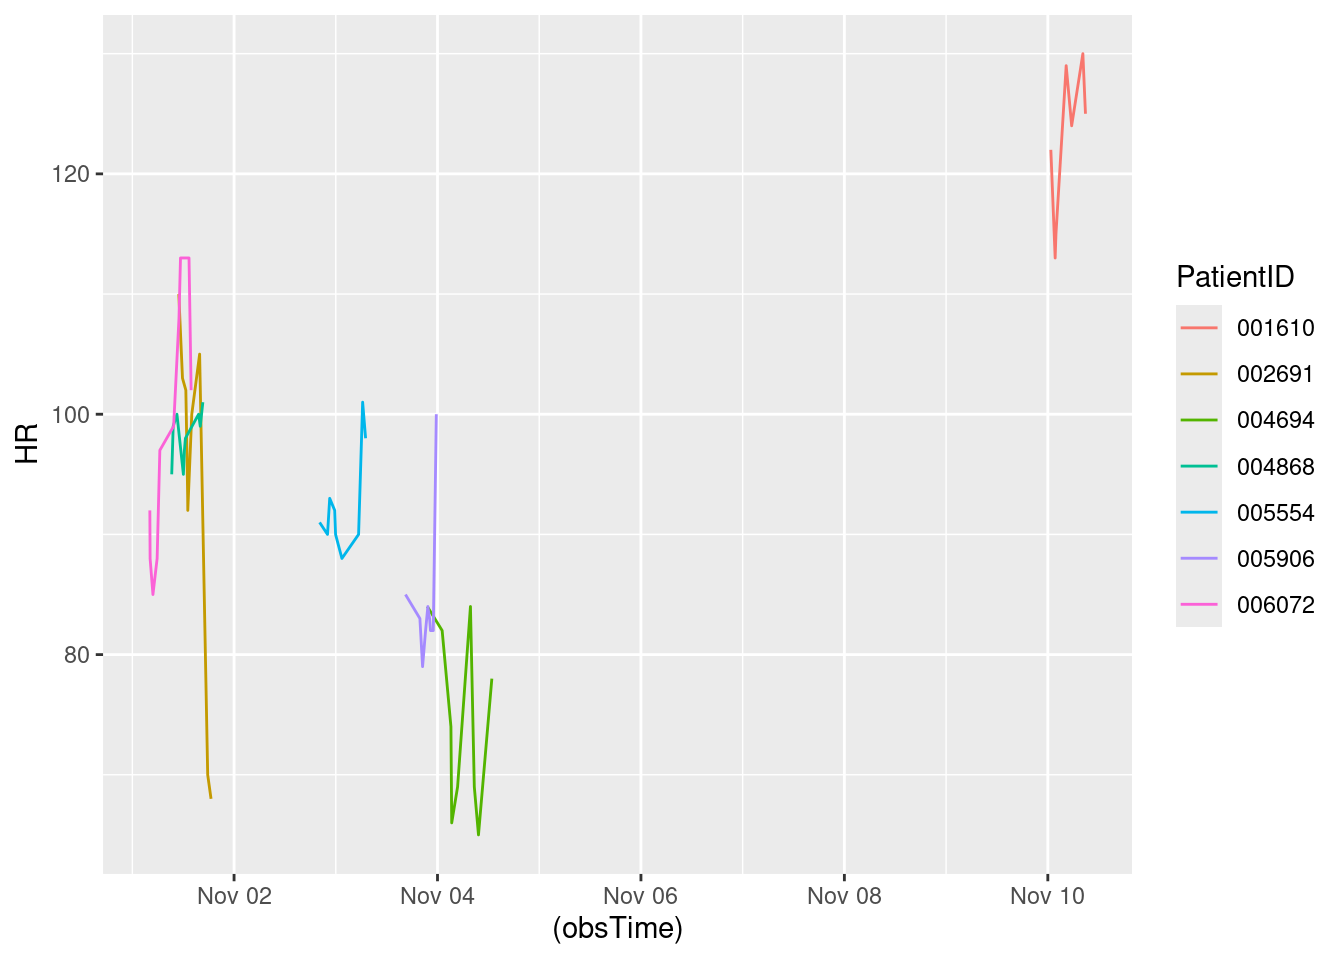 HR
120
100
80
Nov 02
Nov 04
Nov 06
Nov 08
Nov 10
(obsTime)
PatientID
001610
002691
004694
004868
005554
005906
006072